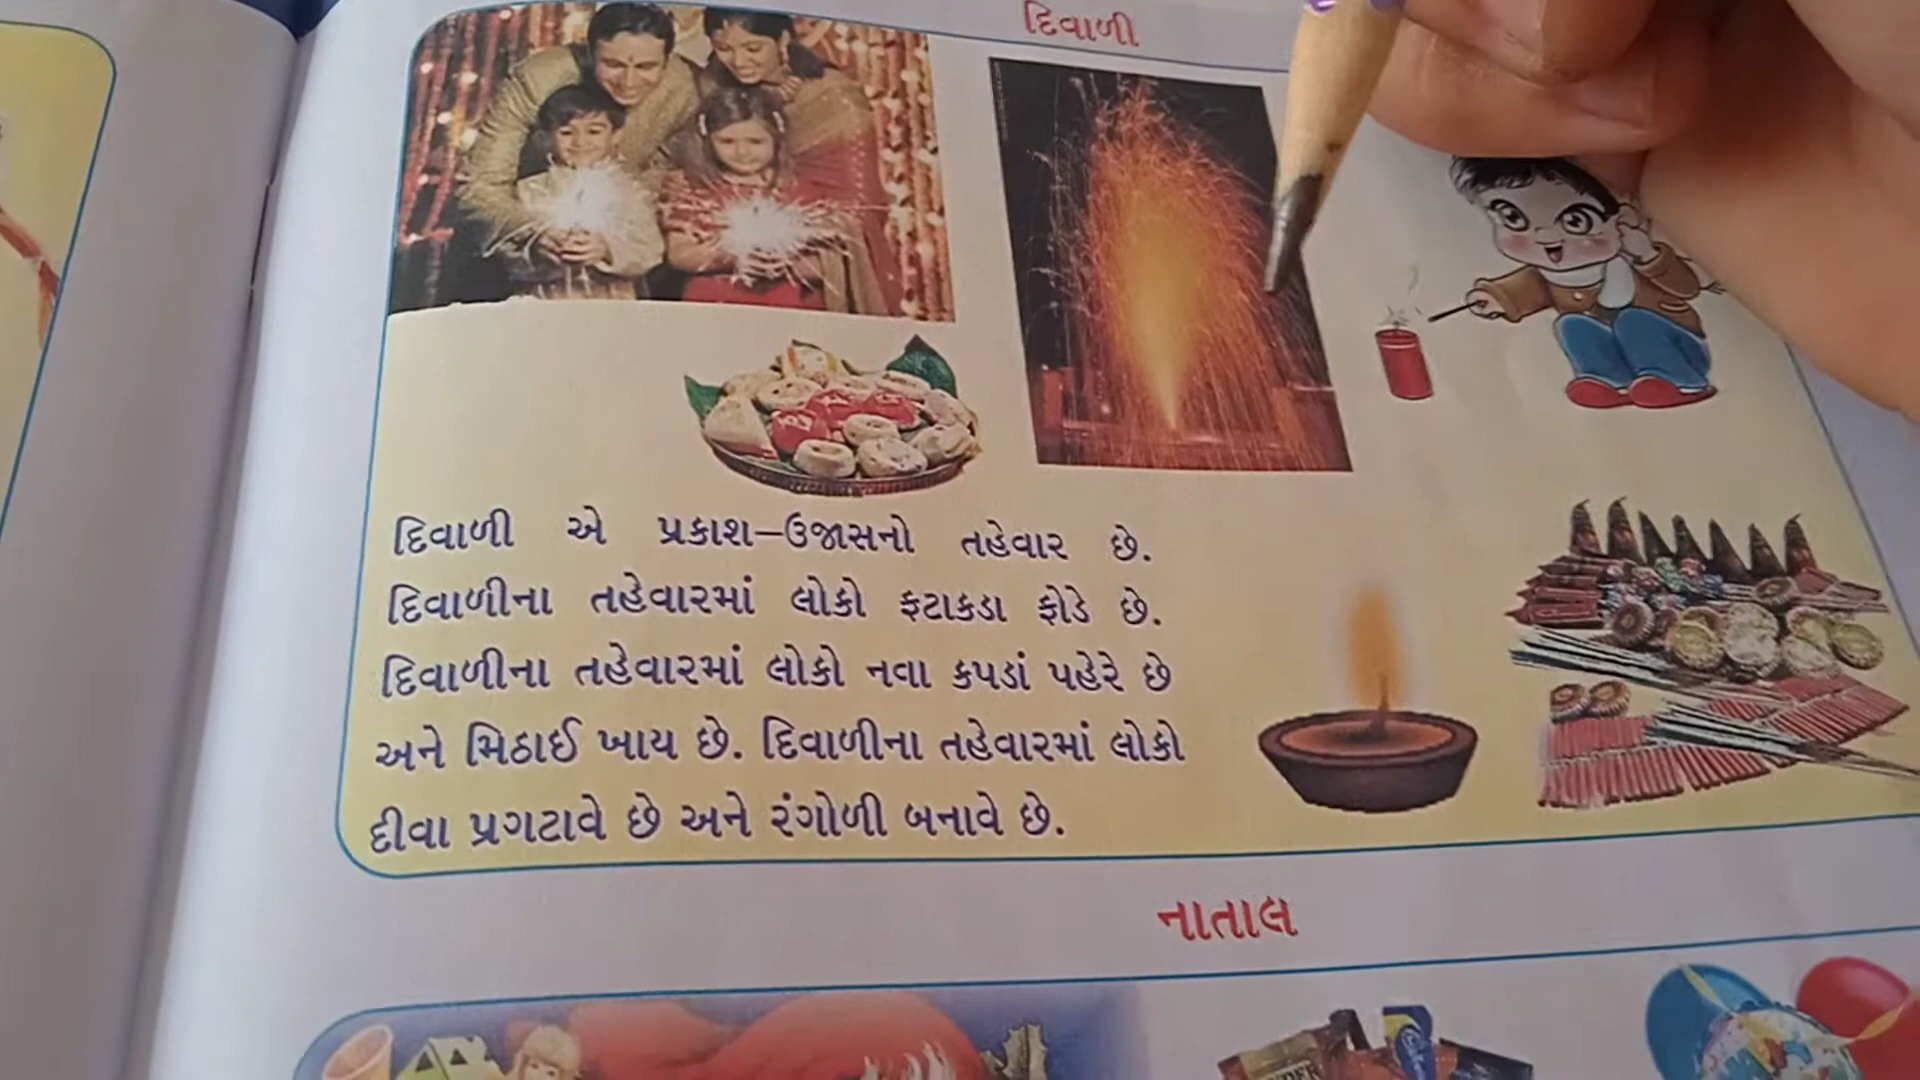 દિવાળી
દિવાળી એ પ્રકાશ–ઉજાસનો તહેવાર છે.
દિવાળીના તહેવારમાં લોકો ફટાકડા ફોડે છે.
દિવાળીના તહેવારમાં લોકો નવા કપડાં પહેરે છે
અને મિઠાઈ ખાય છે. દિવાળીના તહેવારમાં લોકો
દીવા પ્રગટાવે છે અને રંગોળી બનાવે છે.
નાતાલ